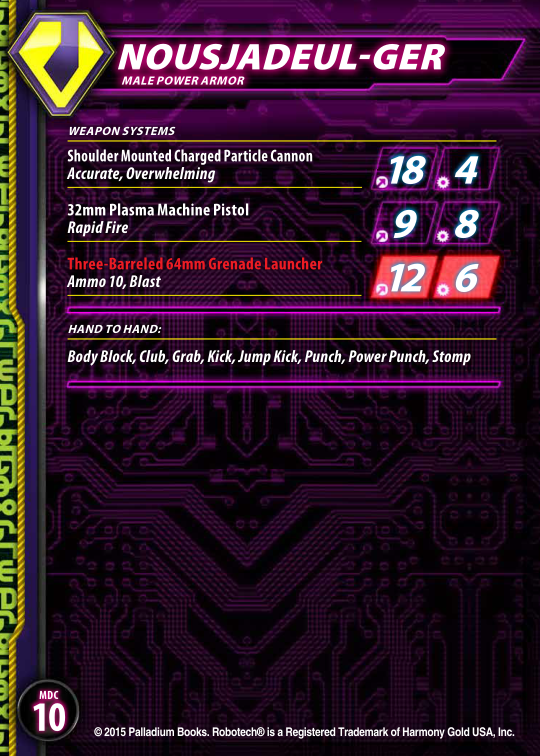 NOUSJADEUL-GER
MALE POWER ARMOR
WEAPON SYSTEMS
Shoulder Mounted Charged Particle Cannon
Accurate, Overwhelming
18 4
32mm Plasma Machine Pistol
Rapid Fire
9 8
Three-Barreled 64mm Grenade Launcher
Ammo 10, Blast
12 6
HAND TO HAND:
Body Block, Club, Grab, Kick, Jump Kick, Punch, Power Punch, Stomp
MDC
10
© 2015 Palladium Books. Robotech® is a Registered Trademark of Harmony Gold USA, Inc.